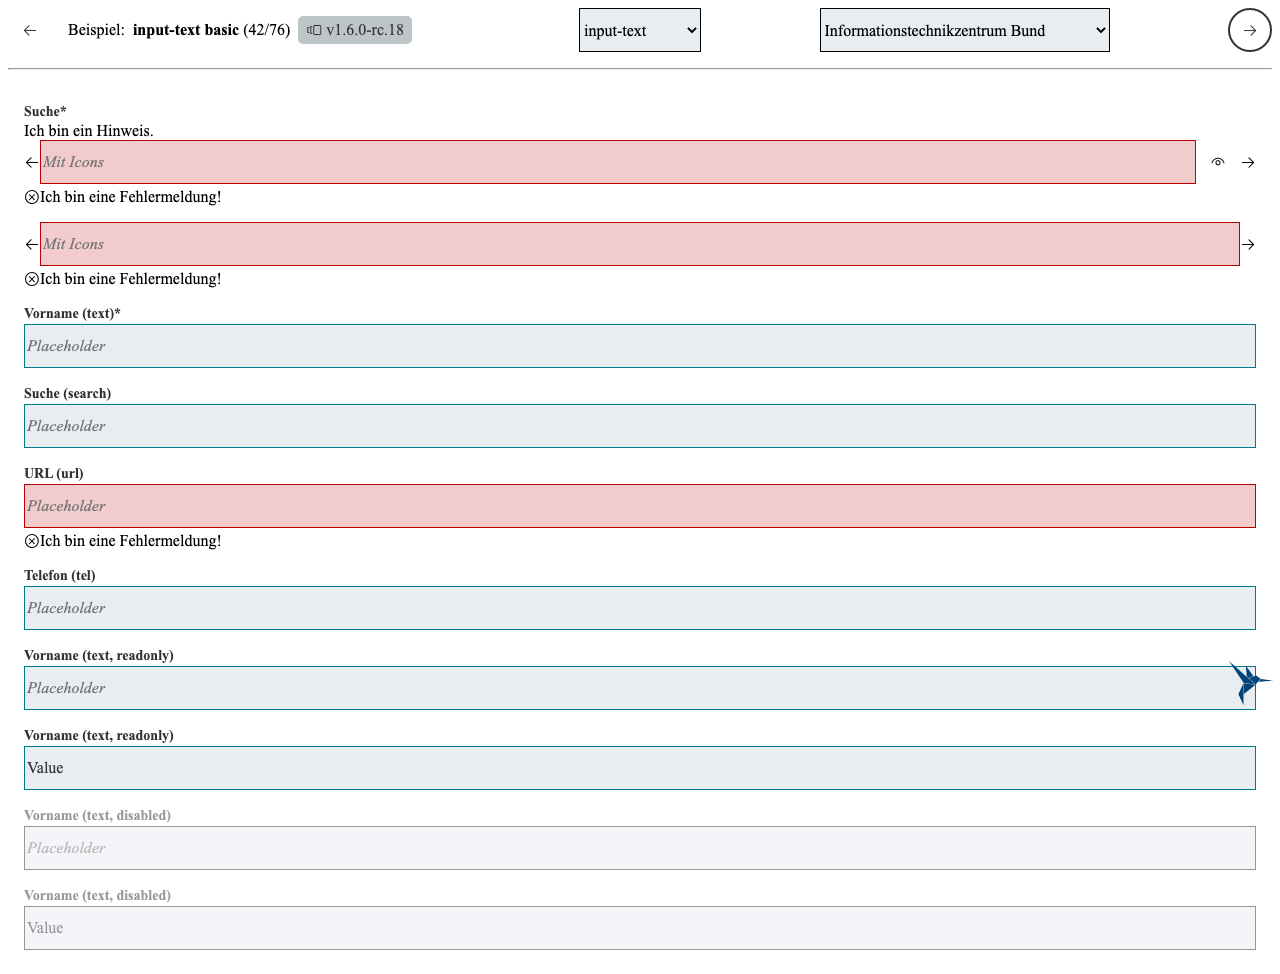 Beispiel: input-text basic (42/76) v1.6.0-rc.18 input-text Informationstechnikzentrum Bund
Suche*
Ich bin ein Hinweis.
Mit Icons
Ich bin eine Fehlermeldung!
Mit Icons
Ich bin eine Fehlermeldung!
Vorname (text)*
Placeholder
Suche (search)
Placeholder
URL (url)
Placeholder
Ich bin eine Fehlermeldung!
Telefon (tel)
Placeholder
Vorname (text, readonly)
Placeholder
Vorname (text, readonly)
Value
Vorname (text, disabled)
Placeholder
Vorname (text, disabled)
Value